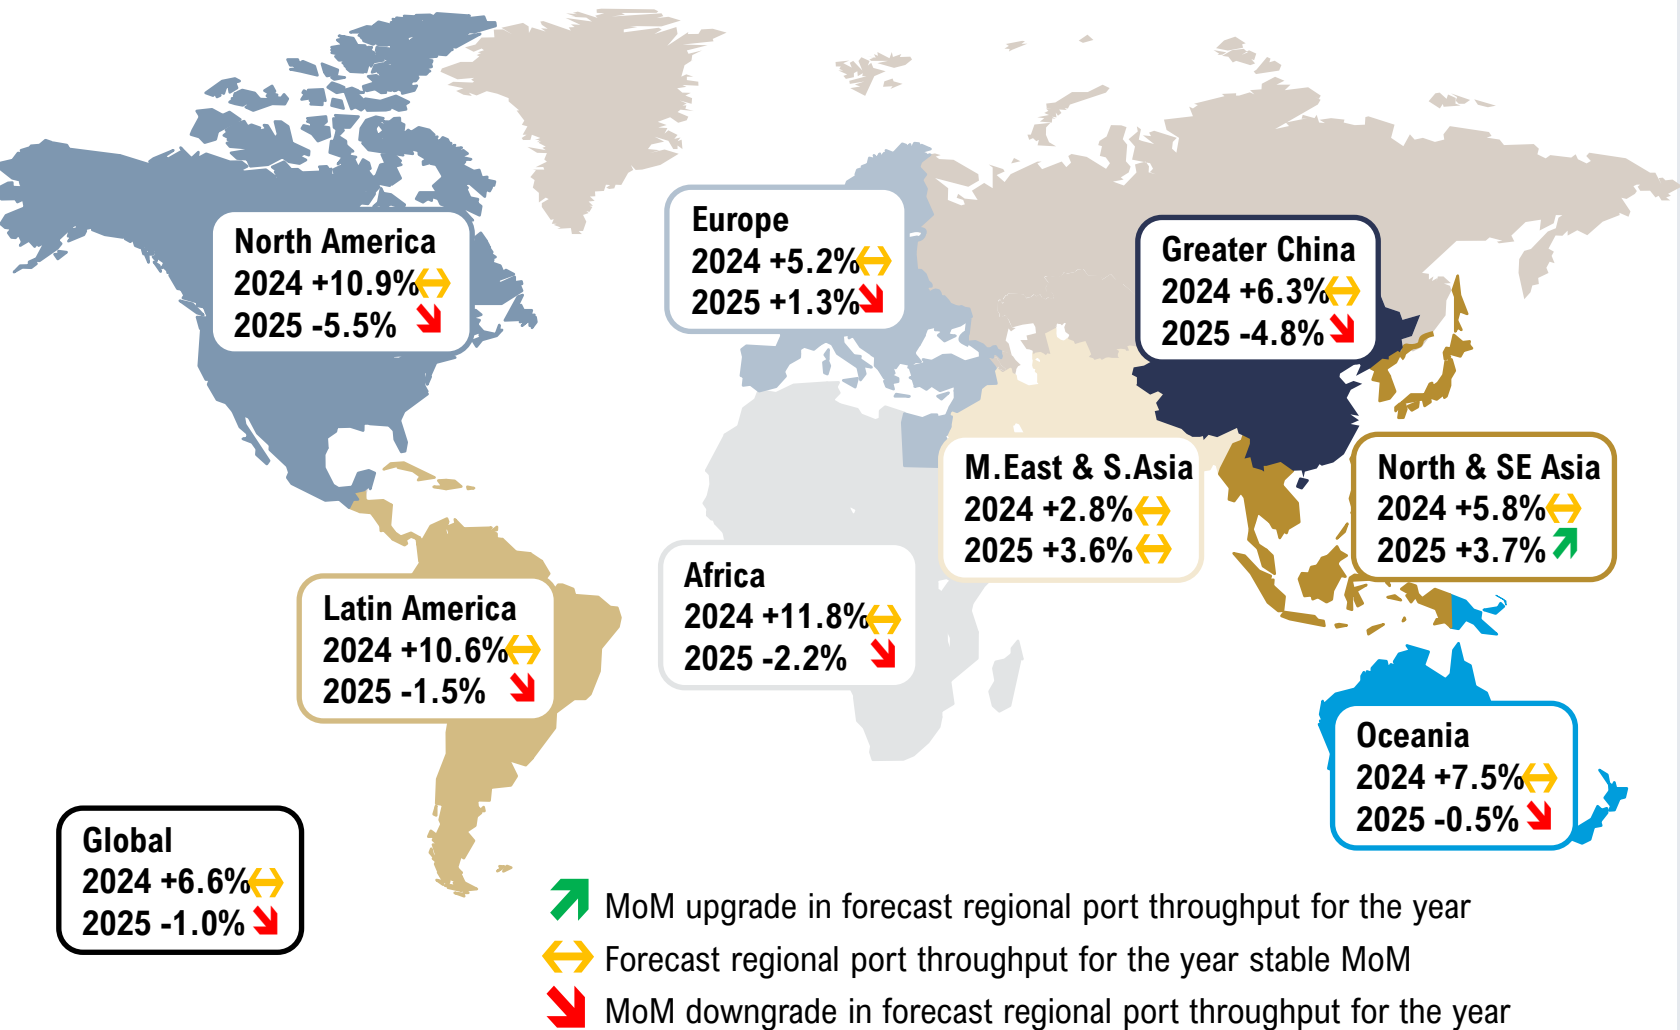 North America
2024 +10.9%
2025 -5.5%
Europe
2024 +5.2%
2025 +1.3%
Greater China
2024 +6.3%
2025 -4.8%
M.East & S.Asia
2024 +2.8%
2025 +3.6%
North & SE Asia
2024 +5.8%
2025 +3.7%
Latin America
2024 +10.6%
2025 -1.5%
Africa
2024 +11.8%
2025 -2.2%
Oceania
2024 +7.5%
2025 -0.5%
Global
2024 +6.6%
2025 -1.0%
MoM upgrade in forecast regional port throughput for the year
Forecast regional port throughput for the year stable MoM
MoM downgrade in forecast regional port throughput for the year